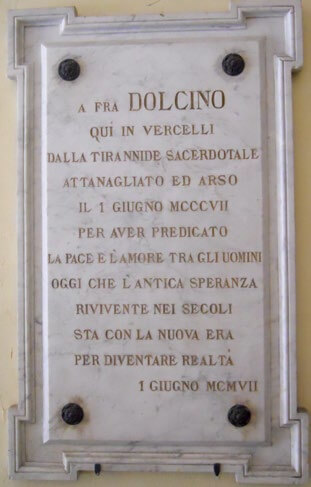 A FRA DOLCINO
QUI IN VERCELLI
DALLA TIRANNIDE SACERDOTALE
ATTANAGLIATO ED ARSO
IL 1 GIUGNO MCCCVII
PER AVER PREDICATO
LA PACE E L'AMORE TRA GLI UOMINI
OGGI CHE L'ANTICA SPERANZA
RIVIVENTE NEI SECOLI
STA CON LA NUOVA ERA
PER DIVENTARE REALTÀ
1 GIUGNO MCMVII